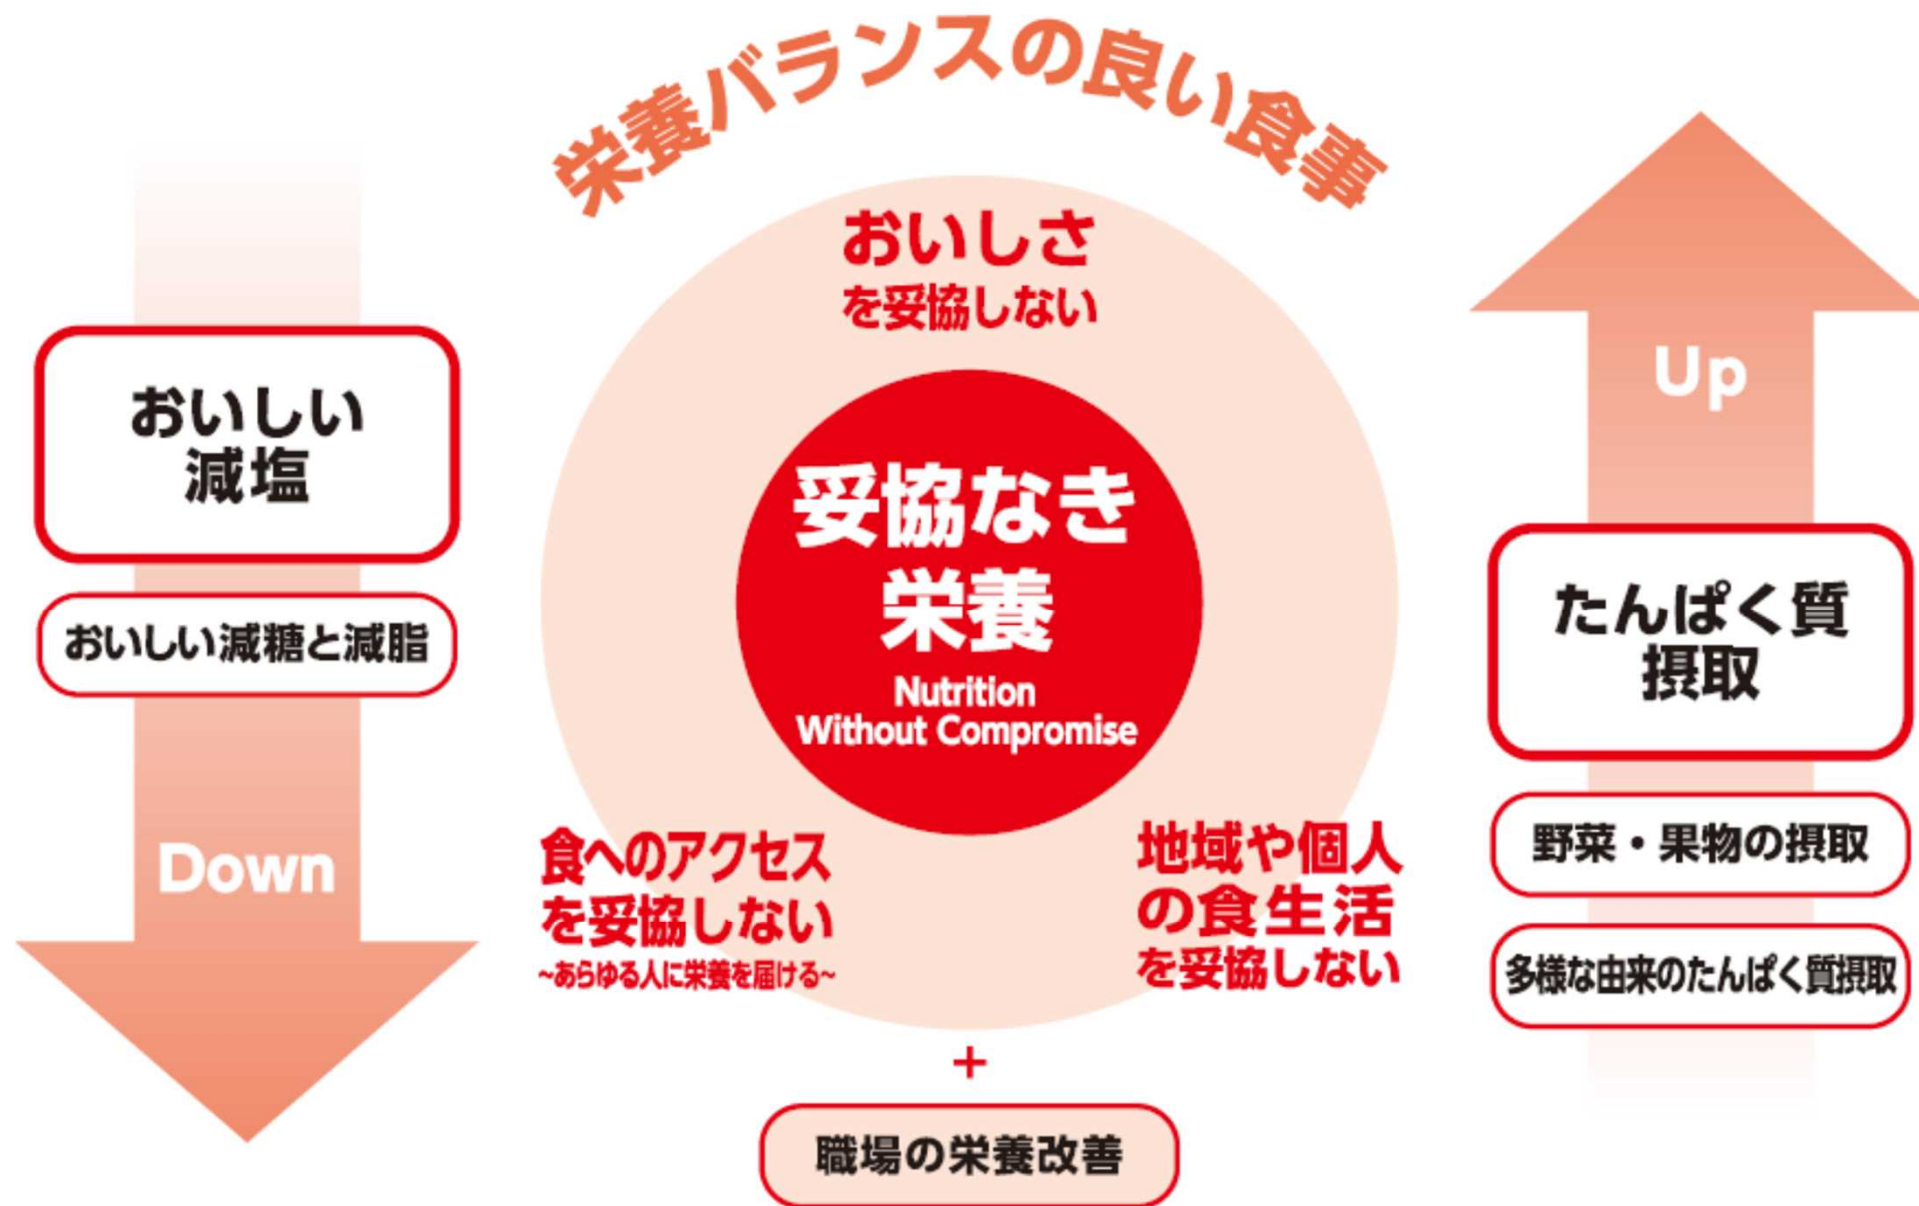 栄養バランスの良い食事
おいしい
減塩
おいしい減糖と減脂
Down
おいしさ
を妥協しない
妥協なき
栄養
Nutrition
Without Compromise
食へのアクセス
を妥協しない
~あらゆる人に栄養を届ける~
地域や個人
の食生活
を妥協しない
+
職場の栄養改善
Up
たんぱく質
摂取
野菜・果物の摂取
多様な由来のたんぱく質摂取